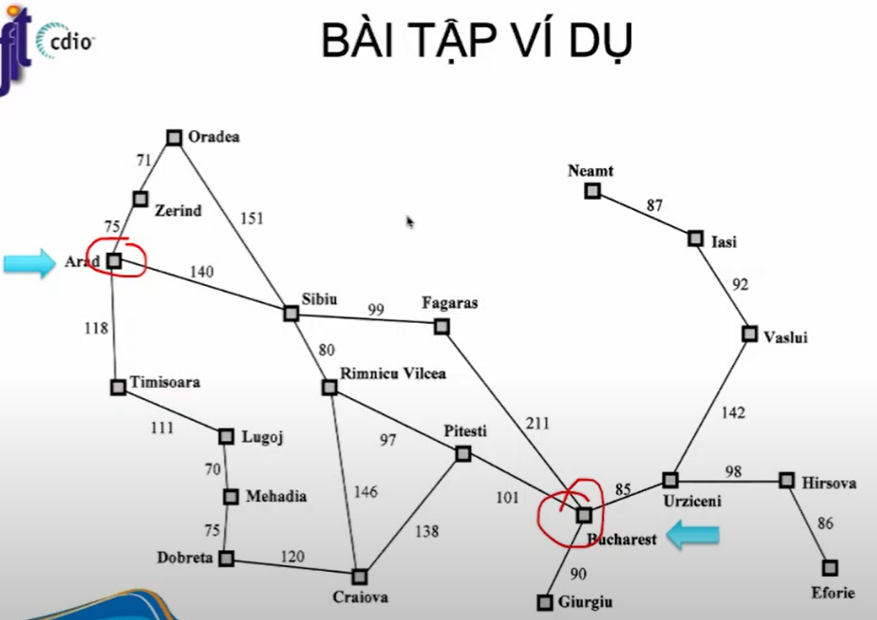 jft
cdio
BÀI TẬP VÍ DỤ
Oradea
71
Neamt
87
Zerind
151
75
Iasi
Arad
140
92
Sibiu
Fagaras
99
118
Vaslui
80
Timisoara
Rimnicu Vilcea
211
142
111
Lugoj
97
Pitesti
70
98
Mehadia
146
101
85
Urziceni
Hirsova
75
138
Bucharest
86
Dobreta
120
90
Craiova
Giurgiu
Eforie